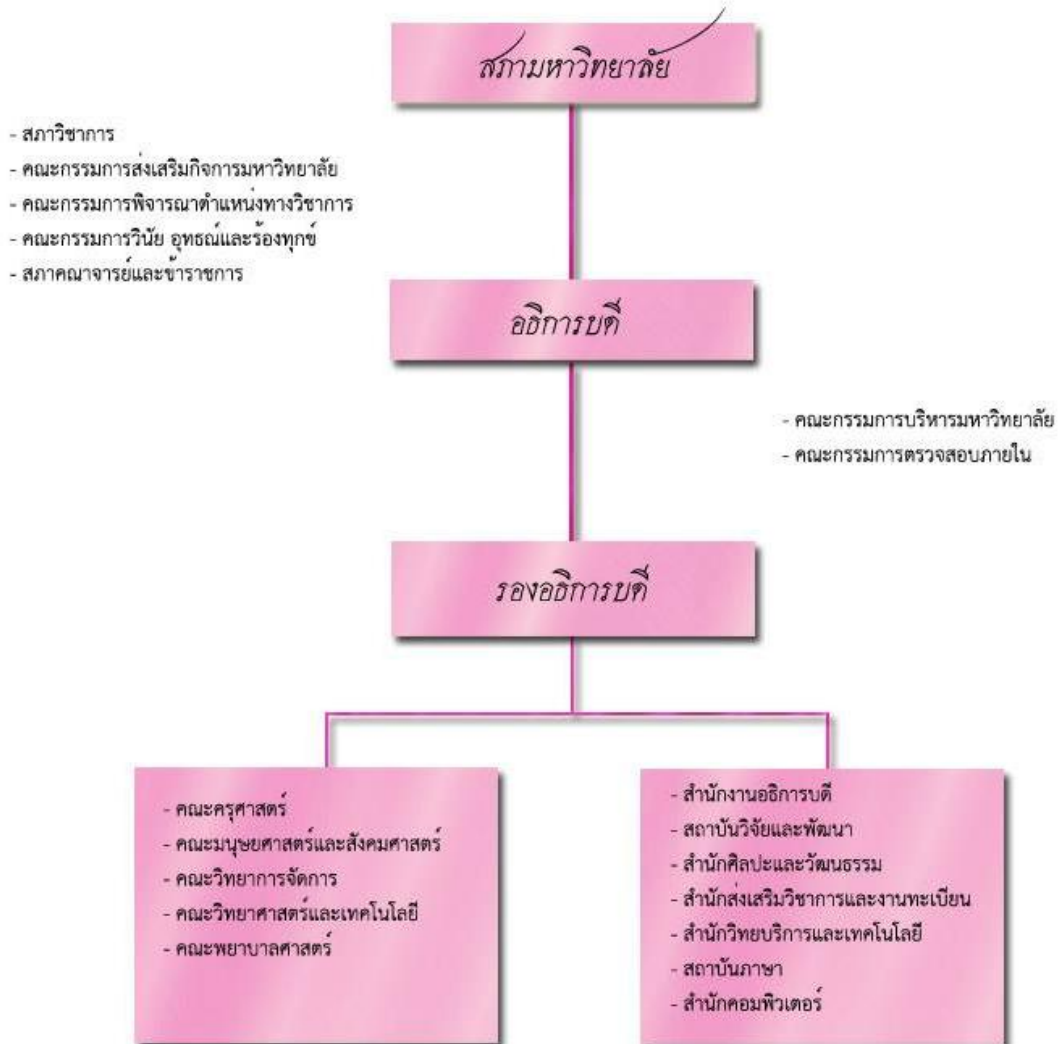 สภามหาวิทยาลัย
- สภาวิชาการ
- คณะกรรมการส่งเสริมกิจการมหาวิทยาลัย
- คณะกรรมการพิจารณาตำแหน่งทางวิชาการ
- คณะกรรมการวินัย อุทธณ์และร้องทุกข์
- สภาคณาจารย์และข้าราชการ
อธิการบดี
- คณะกรรมการบริหารมหาวิทยาลัย
- คณะกรรมการตรวจสอบภายใน
รองอธิการบดี
- คณะครุศาสตร์
- คณะมนุษยศาสตร์และสังคมศาสตร์
- คณะวิทยาการจัดการ
- คณะวิทยาศาสตร์และเทคโนโลยี
- คณะพยาบาลศาสตร์
- สำนักงานอธิการบดี
- สถาบันวิจัยและพัฒนา
- สำนักศิลปะและวัฒนธรรม
- สำนักส่งเสริมวิชาการและงานทะเบียน
- สำนักวิทยบริการและเทคโนโลยี
- สถาบันภาษา
- สำนักคอมพิวเตอร์